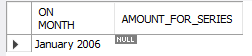 ON
MONTH
AMOUNT_FOR_SERIES
January 2006
NULL